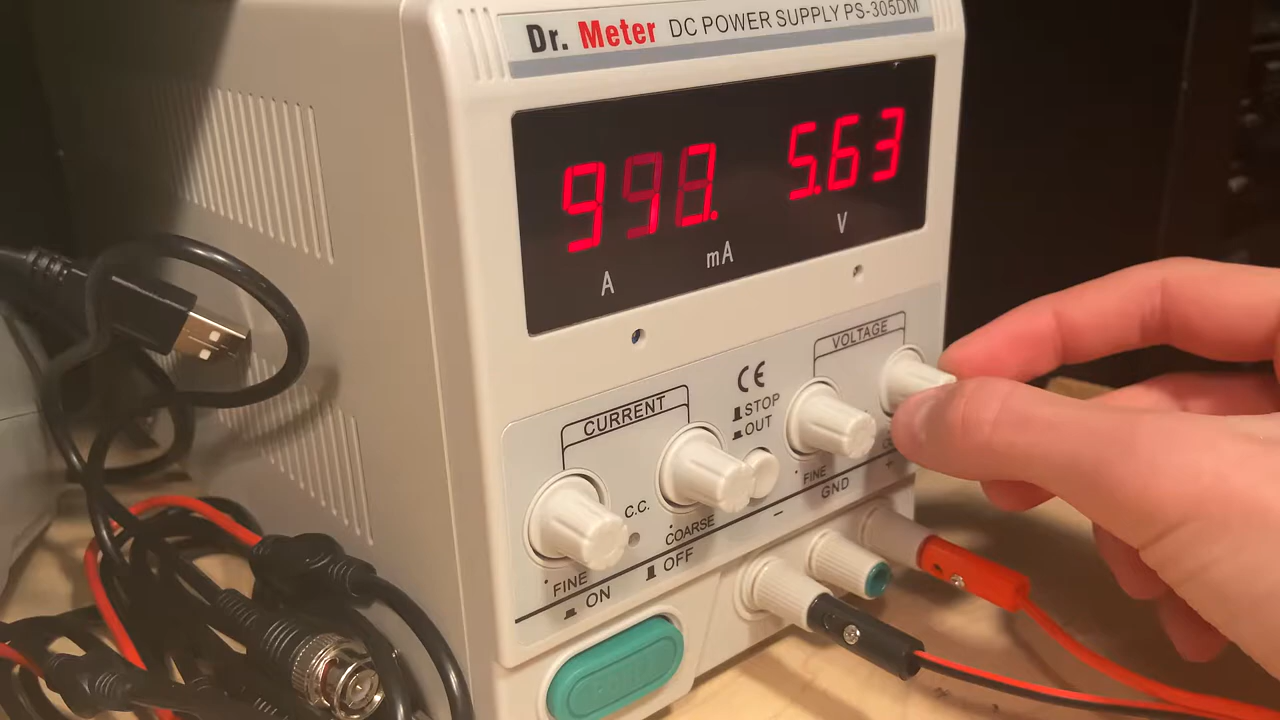 Dr. Meter DC POWER SUPPLY PS-305DM
5.63
A mA V
VOLTAGE
CE
CURRENT
STOP
OUT
FINE
GND
C.C.
COARSE
- +
FINE
OFF
ON